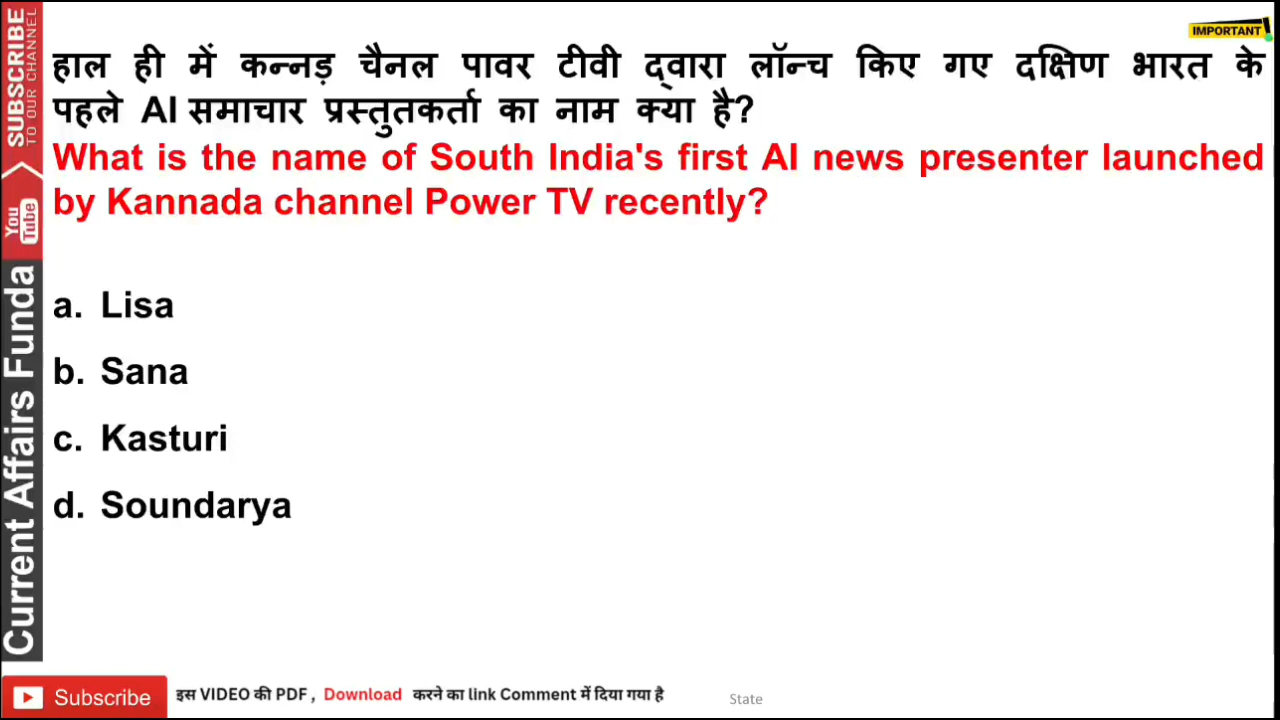 IMPORTANT
हाल ही में कन्नड़ चैनल पावर टीवी द्वारा लॉन्च किए गए दक्षिण भारत के
पहले AI समाचार प्रस्तुतकर्ता का नाम क्या है?
What is the name of South India's first AI news presenter launched
by Kannada channel Power TV recently?
a. Lisa
b. Sana
c. Kasturi
d. Soundarya
SUBSCRIBE
TO OUR CHANNEL
You
Tube
Current Affairs Funda
Subscribe
इस VIDEO की PDF , Download करने का link Comment में दिया गया है
State